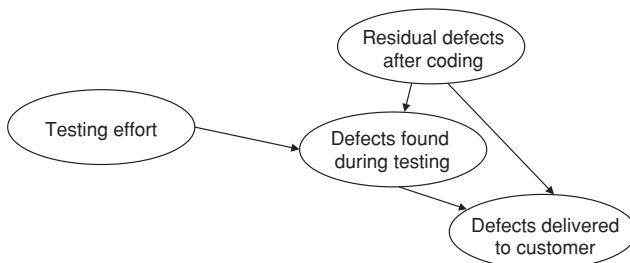 Residual defects
after coding
Testing effort
Defects found
during testing
Defects delivered
to customer